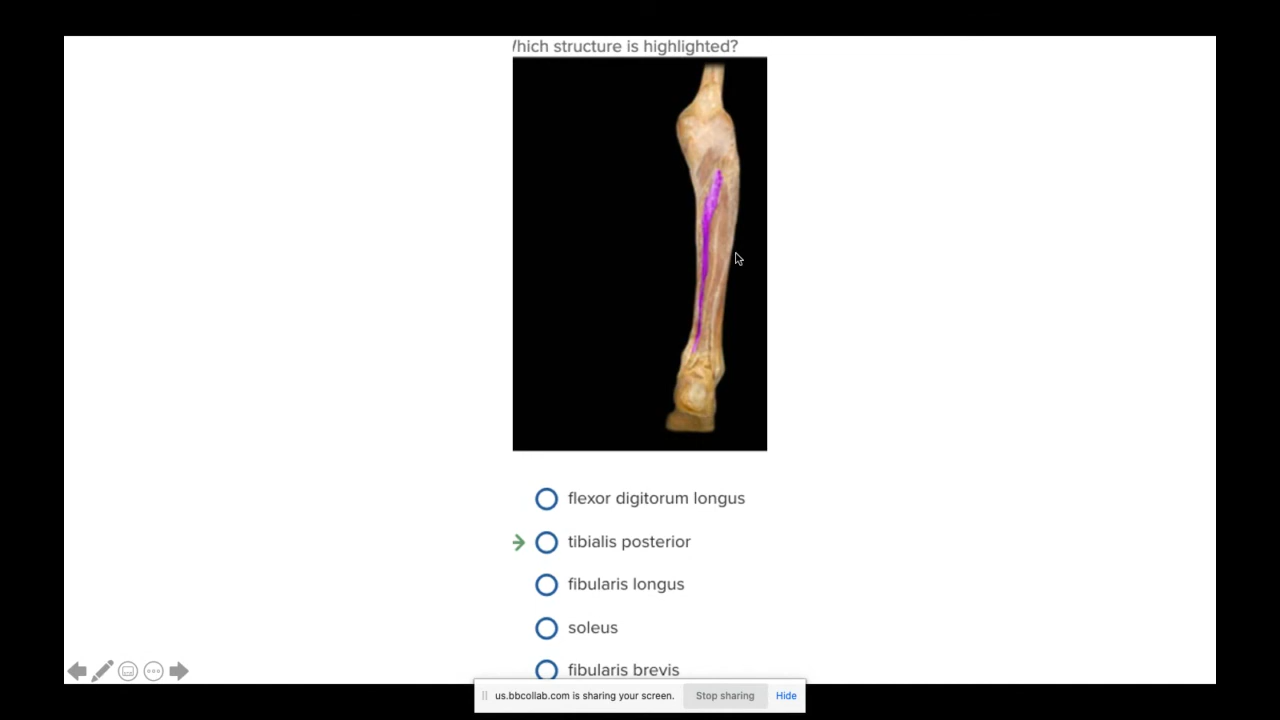 hich structure is highlighted?
flexor digitorum longus
tibialis posterior
fibularis longus
soleus
fibularis brevis
us.bbcollab.com is sharing your screen.
Stop sharing
Hide